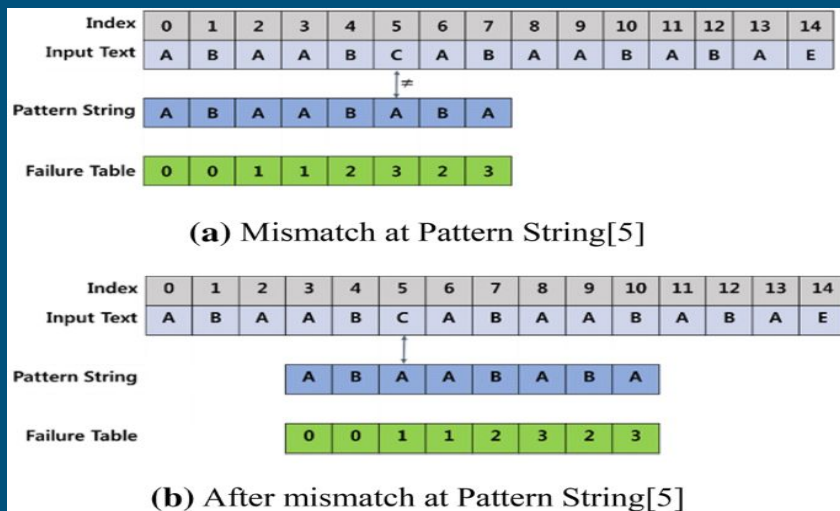 Index 0 1 2 3 4 5 6 7 8 9 10 11 12 13 14
Input Text A B A A B C A B A A B A B A E
≠
Pattern String A B A A B A B A
Failure Table 0 0 1 1 2 3 2 3
(a) Mismatch at Pattern String[5]
Index 0 1 2 3 4 5 6 7 8 9 10 11 12 13 14
Input Text A B A A B C A B A A B A B A E
Pattern String A B A A B A B A
Failure Table 0 0 1 1 2 3 2 3
(b) After mismatch at Pattern String[5]